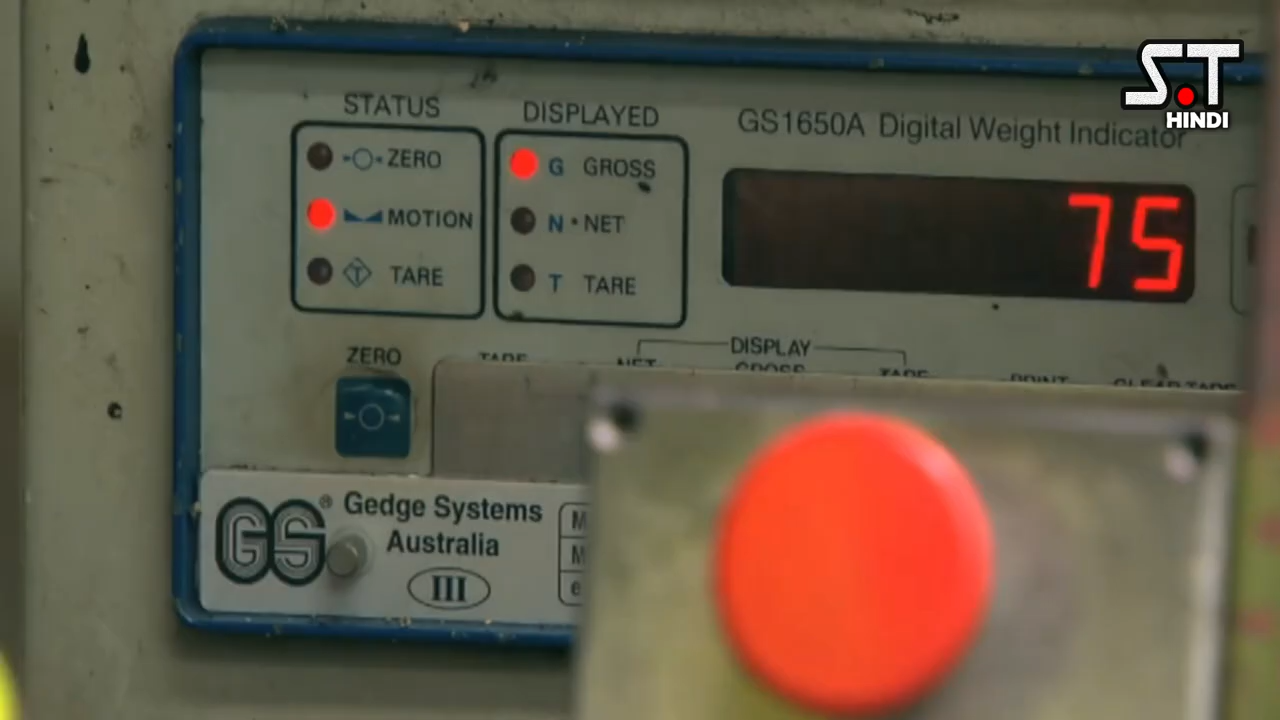 S.T
HINDI
STATUS
ZERO
MOTION
T TARE
DISPLAYED
G GROSS
N • NET
T TARE
GS1650A Digital Weight Indicator
75
ZERO
TARE
NET
DISPLAY
GROSS
TARE
PRINT
CLEAR TARE
GS®
Gedge Systems
Australia
III
M
M
e